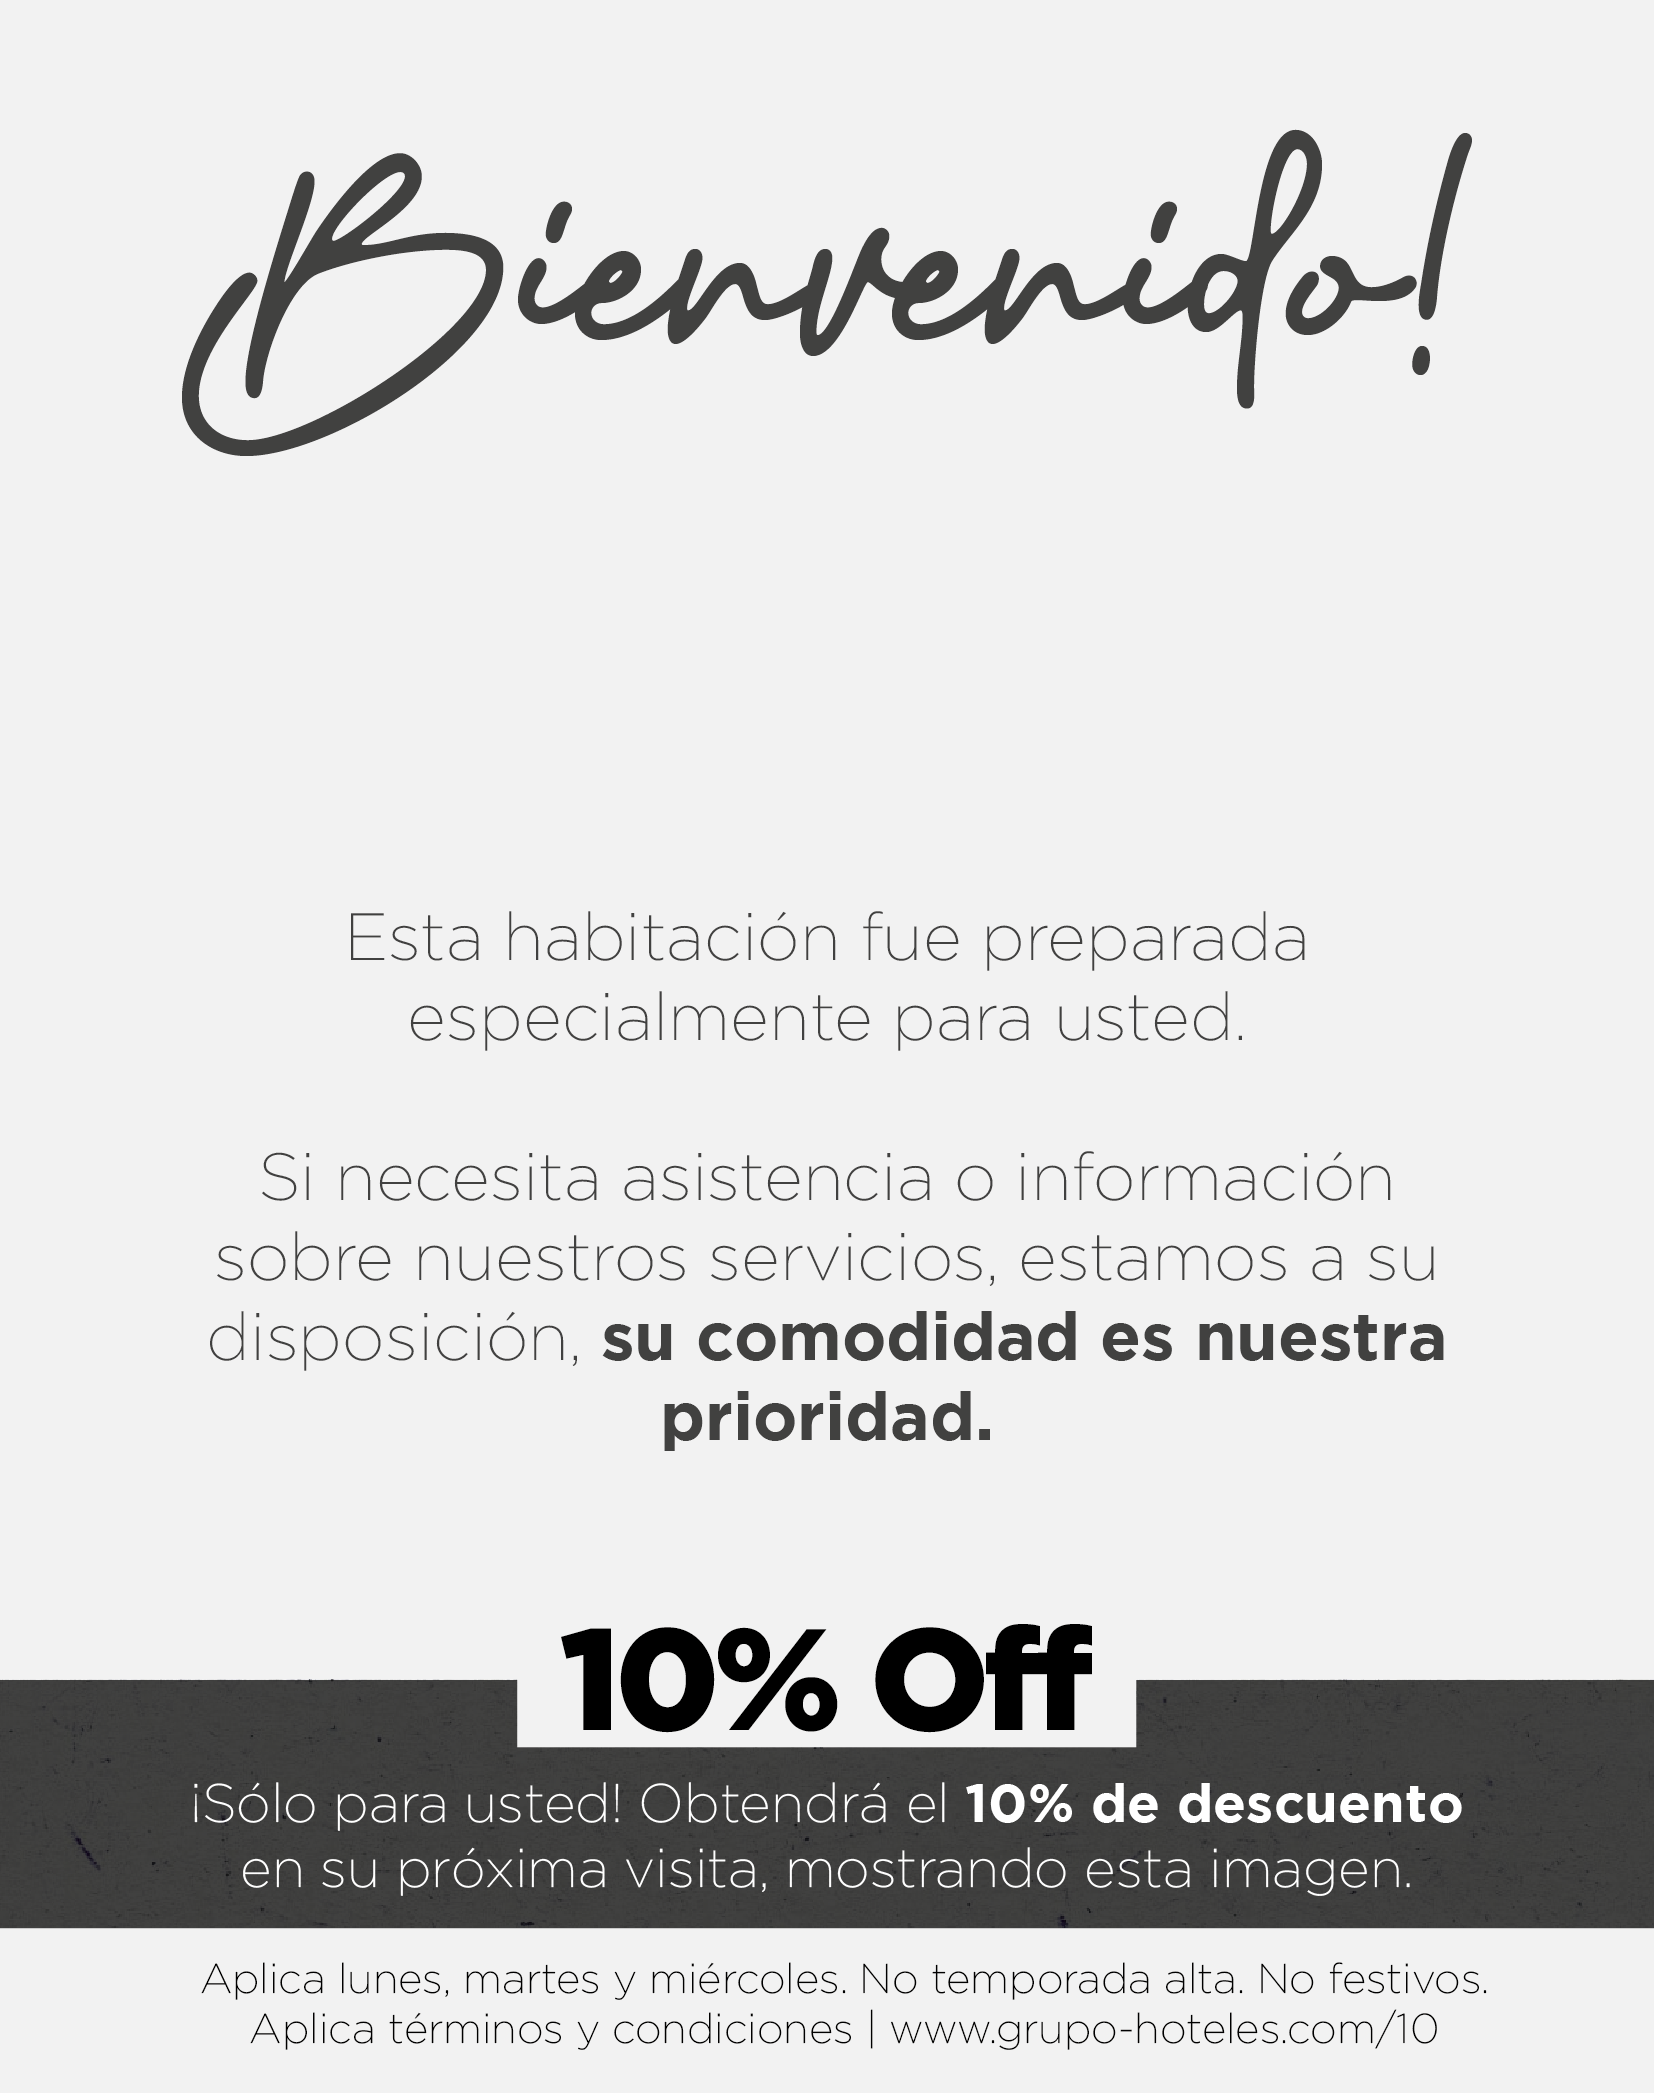 Bienvenido!
Esta habitación fue preparada
especialmente para usted.
Si necesita asistencia o información
sobre nuestros servicios, estamos a su
disposición, su comodidad es nuestra
prioridad.
10% Off
¡Sólo para usted! Obtendrá el 10% de descuento
en su próxima visita, mostrando esta imagen.
Aplica lunes, martes y miércoles. No temporada alta. No festivos.
Aplica términos y condiciones | www.grupo-hoteles.com/10